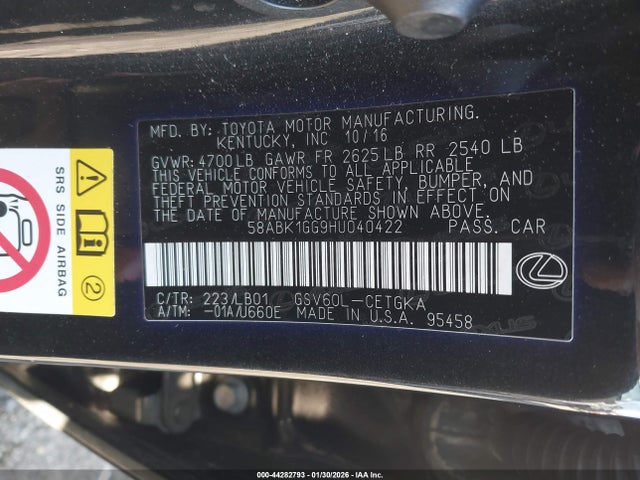 MFD. BY: TOYOTA MOTOR MANUFACTURING.
KENTUCKY, INC 10/16
GVWR: 4700LB GAWR FR 2625LB RR 2540 LB
THIS VEHICLE CONFORMS TO ALL APPLICABLE
FEDERAL MOTOR VEHICLE SAFETY, BUMPER, AND
THEFT PREVENTION STANDARDS IN EFFECT ON
THE DATE OF MANUFACTURE SHOWN ABOVE.
58ABK1GG9HU040422 PASS. CAR
C/TR: 223/LB01 GSV60L-CETGKA
A/TM: -01A/U660E MADE IN U.S.A. 95458
SRS SIDE AIRBAG
000-44282793 - 01/30/2026 - IAAI Inc.